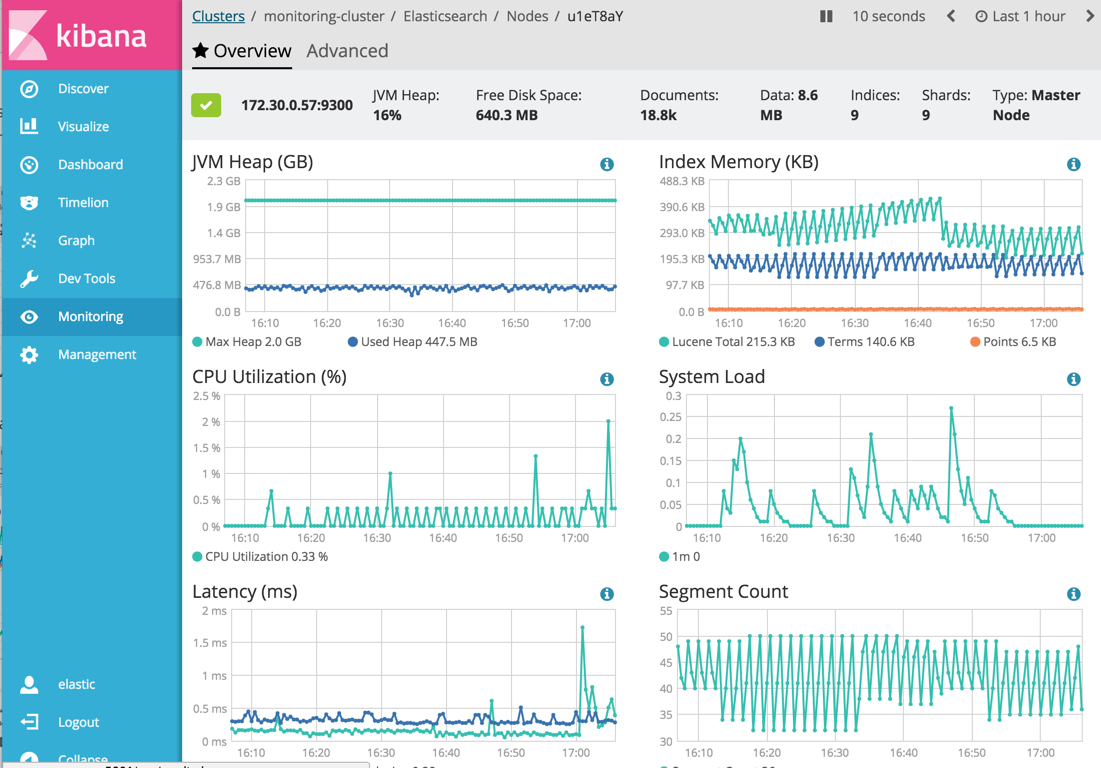 kibana
Discover
Visualize
Dashboard
Timelion
Graph
Dev Tools
Monitoring
Management
elastic
Logout
Collapse
Clusters / monitoring-cluster / Elasticsearch / Nodes / u1eT8aY
10 seconds
Last 1 hour
Overview Advanced
172.30.0.57:9300
JVM Heap: 16%
Free Disk Space: 640.3 MB
Documents: 18.8k
Data: 8.6 MB
Indices: 9
Shards: 9
Type: Master Node
JVM Heap (GB)
2.3 GB
1.9 GB
1.4 GB
953.7 MB
476.8 MB
0.0 B
16:10 16:20 16:30 16:40 16:50 17:00
Max Heap 2.0 GB Used Heap 447.5 MB
Index Memory (KB)
488.3 KB
390.6 KB
293.0 KB
195.3 KB
97.7 KB
0.0 B
16:10 16:20 16:30 16:40 16:50 17:00
Lucene Total 215.3 KB Terms 140.6 KB Points 6.5 KB
CPU Utilization (%)
2.5 %
2 %
1.5 %
1 %
0.5 %
0 %
16:10 16:20 16:30 16:40 16:50 17:00
CPU Utilization 0.33 %
System Load
0.3
0.25
0.2
0.15
0.1
0.05
0
16:10 16:20 16:30 16:40 16:50 17:00
1m 0
Latency (ms)
2 ms
1.5 ms
1 ms
0.5 ms
0 ms
16:10 16:20 16:30 16:40 16:50 17:00
Segment Count
55
50
45
40
35
30
16:10 16:20 16:30 16:40 16:50 17:00